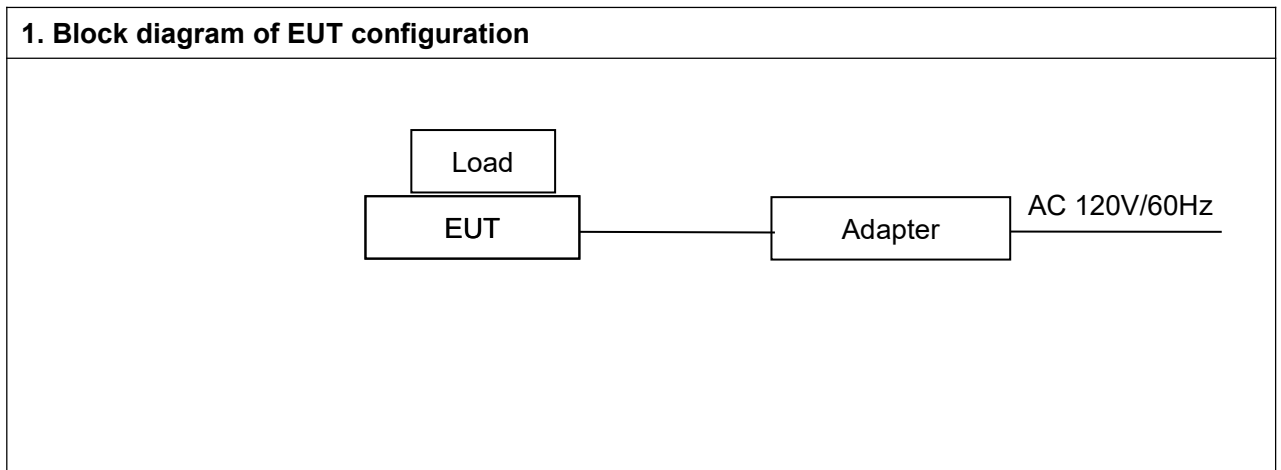 1. Block diagram of EUT configuration
Load
EUT
Adapter
AC 120V/60Hz